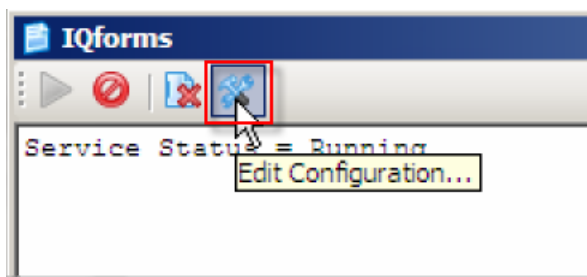 IQforms
Service Status = Running
Edit Configuration...